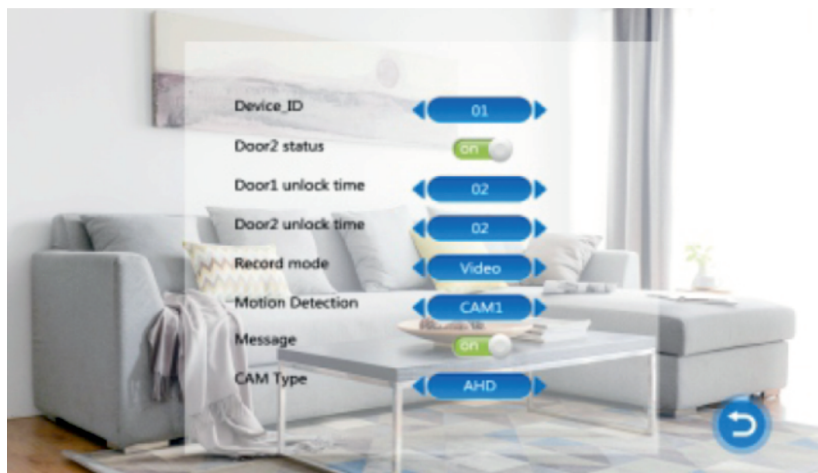 Device_ID 01
Door2 status on
Door1 unlock time 02
Door2 unlock time 02
Record mode Video
Motion Detection CAM1
Message on
CAM Type AHD